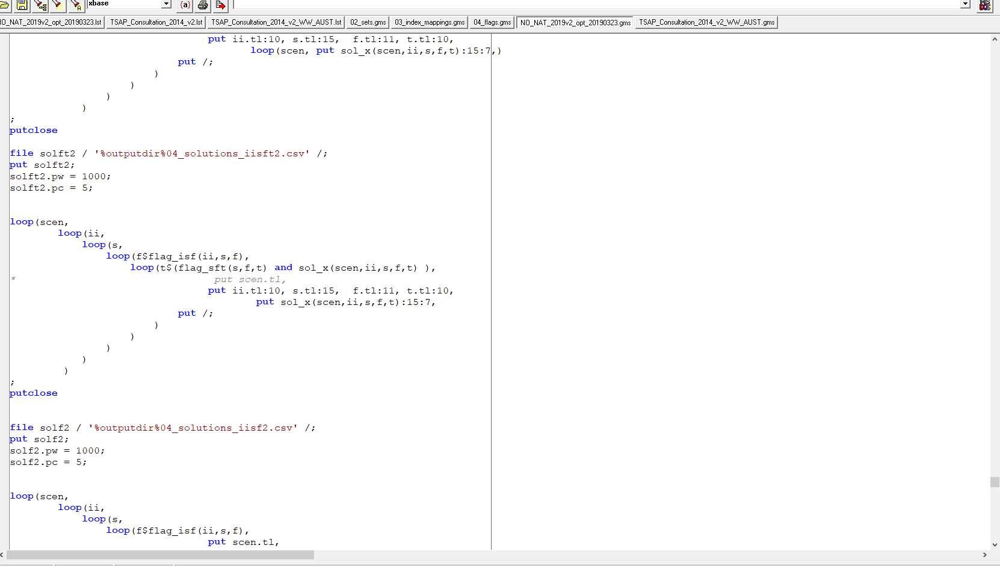 xbase
{a}
MS
DOS
NO_NAT_2019v2_opt_20190323.lst TSAP_Consultation_2014_v2.lst TSAP_Consultation_2014_v2_WW_AUST.lst 02_sets.gms 03_index_mappings.gms 04_flags.gms NO_NAT_2019v2_opt_20190323.gms TSAP_Consultation_2014_v2_WW_AUST.gms
put ii.tl:10, s.tl:15,  f.tl:11, t.tl:10,
loop(scen, put sol_x(scen,ii,s,f,t):15:7,)
put /;
)
)
)
)
;
putclose
file solft2 / '%outputdir%04_solutions_iisft2.csv' /;
put solft2;
solft2.pw = 1000;
solft2.pc = 5;
loop(scen,
loop(ii,
loop(s,
loop(f$flag_isf(ii,s,f),
loop(t$(flag_sft(s,f,t) and sol_x(scen,ii,s,f,t) ),
* put scen.tl,
put ii.tl:10, s.tl:15,  f.tl:11, t.tl:10,
put sol_x(scen,ii,s,f,t):15:7,
put /;
)
)
)
)
)
;
putclose
file solf2 / '%outputdir%04_solutions_iisf2.csv' /;
put solf2;
solf2.pw = 1000;
solf2.pc = 5;
loop(scen,
loop(ii,
loop(s,
loop(f$flag_isf(ii,s,f),
put scen.tl,